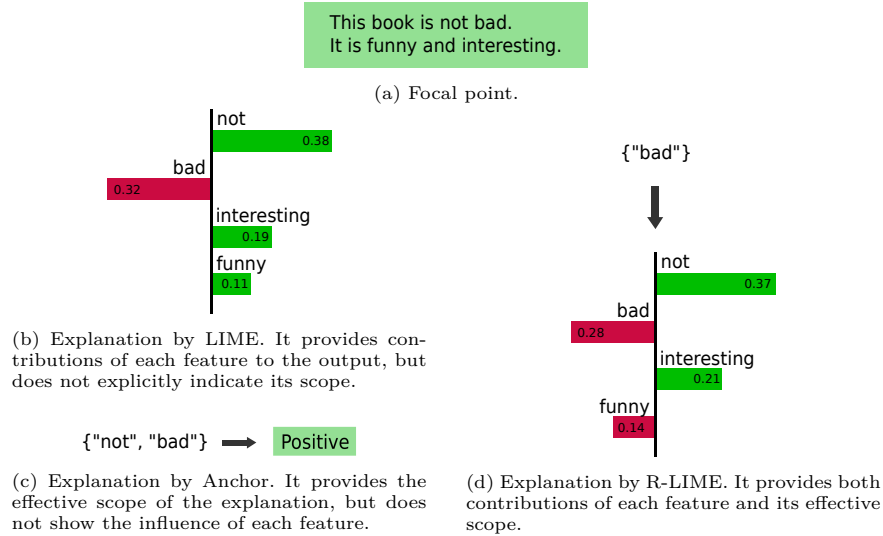 This book is not bad.
It is funny and interesting.
(a) Focal point.
not
0.38
bad
0.32
interesting
0.19
funny
0.11
(b) Explanation by LIME. It provides con-
tributions of each feature to the output, but
does not explicitly indicate its scope.
{"not", "bad"}
Positive
(c) Explanation by Anchor. It provides the
effective scope of the explanation, but does
not show the influence of each feature.
{"bad"}
not
0.37
bad
0.28
interesting
0.21
funny
0.14
(d) Explanation by R-LIME. It provides both
contributions of each feature and its effective
scope.